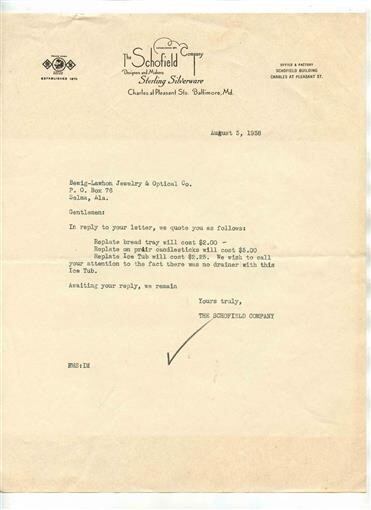 ESTABLISHED 1871
The Schofield Company
Designers and Makers
Sterling Silverware
Charles at Pleasant Sts. Baltimore, Md.
OFFICE & FACTORY
SCHOFIELD BUILDING
CHARLES AT PLEASANT ST.
August 3, 1938
Bewig-Lawhon Jewelry & Optical Co.
P. O. Box 76
Selma, Ala.
Gentlemen:
In reply to your letter, we quote you as follows:
Replate bread tray will cost $2.00 -
Replate on pair candlesticks will cost $5.00
Replate Ice Tub will cost $2.25. We wish to call
your attention to the fact there was no drainer with this
Ice Tub.
Awaiting your reply, we remain
Yours truly,
THE SCHOFIELD COMPANY